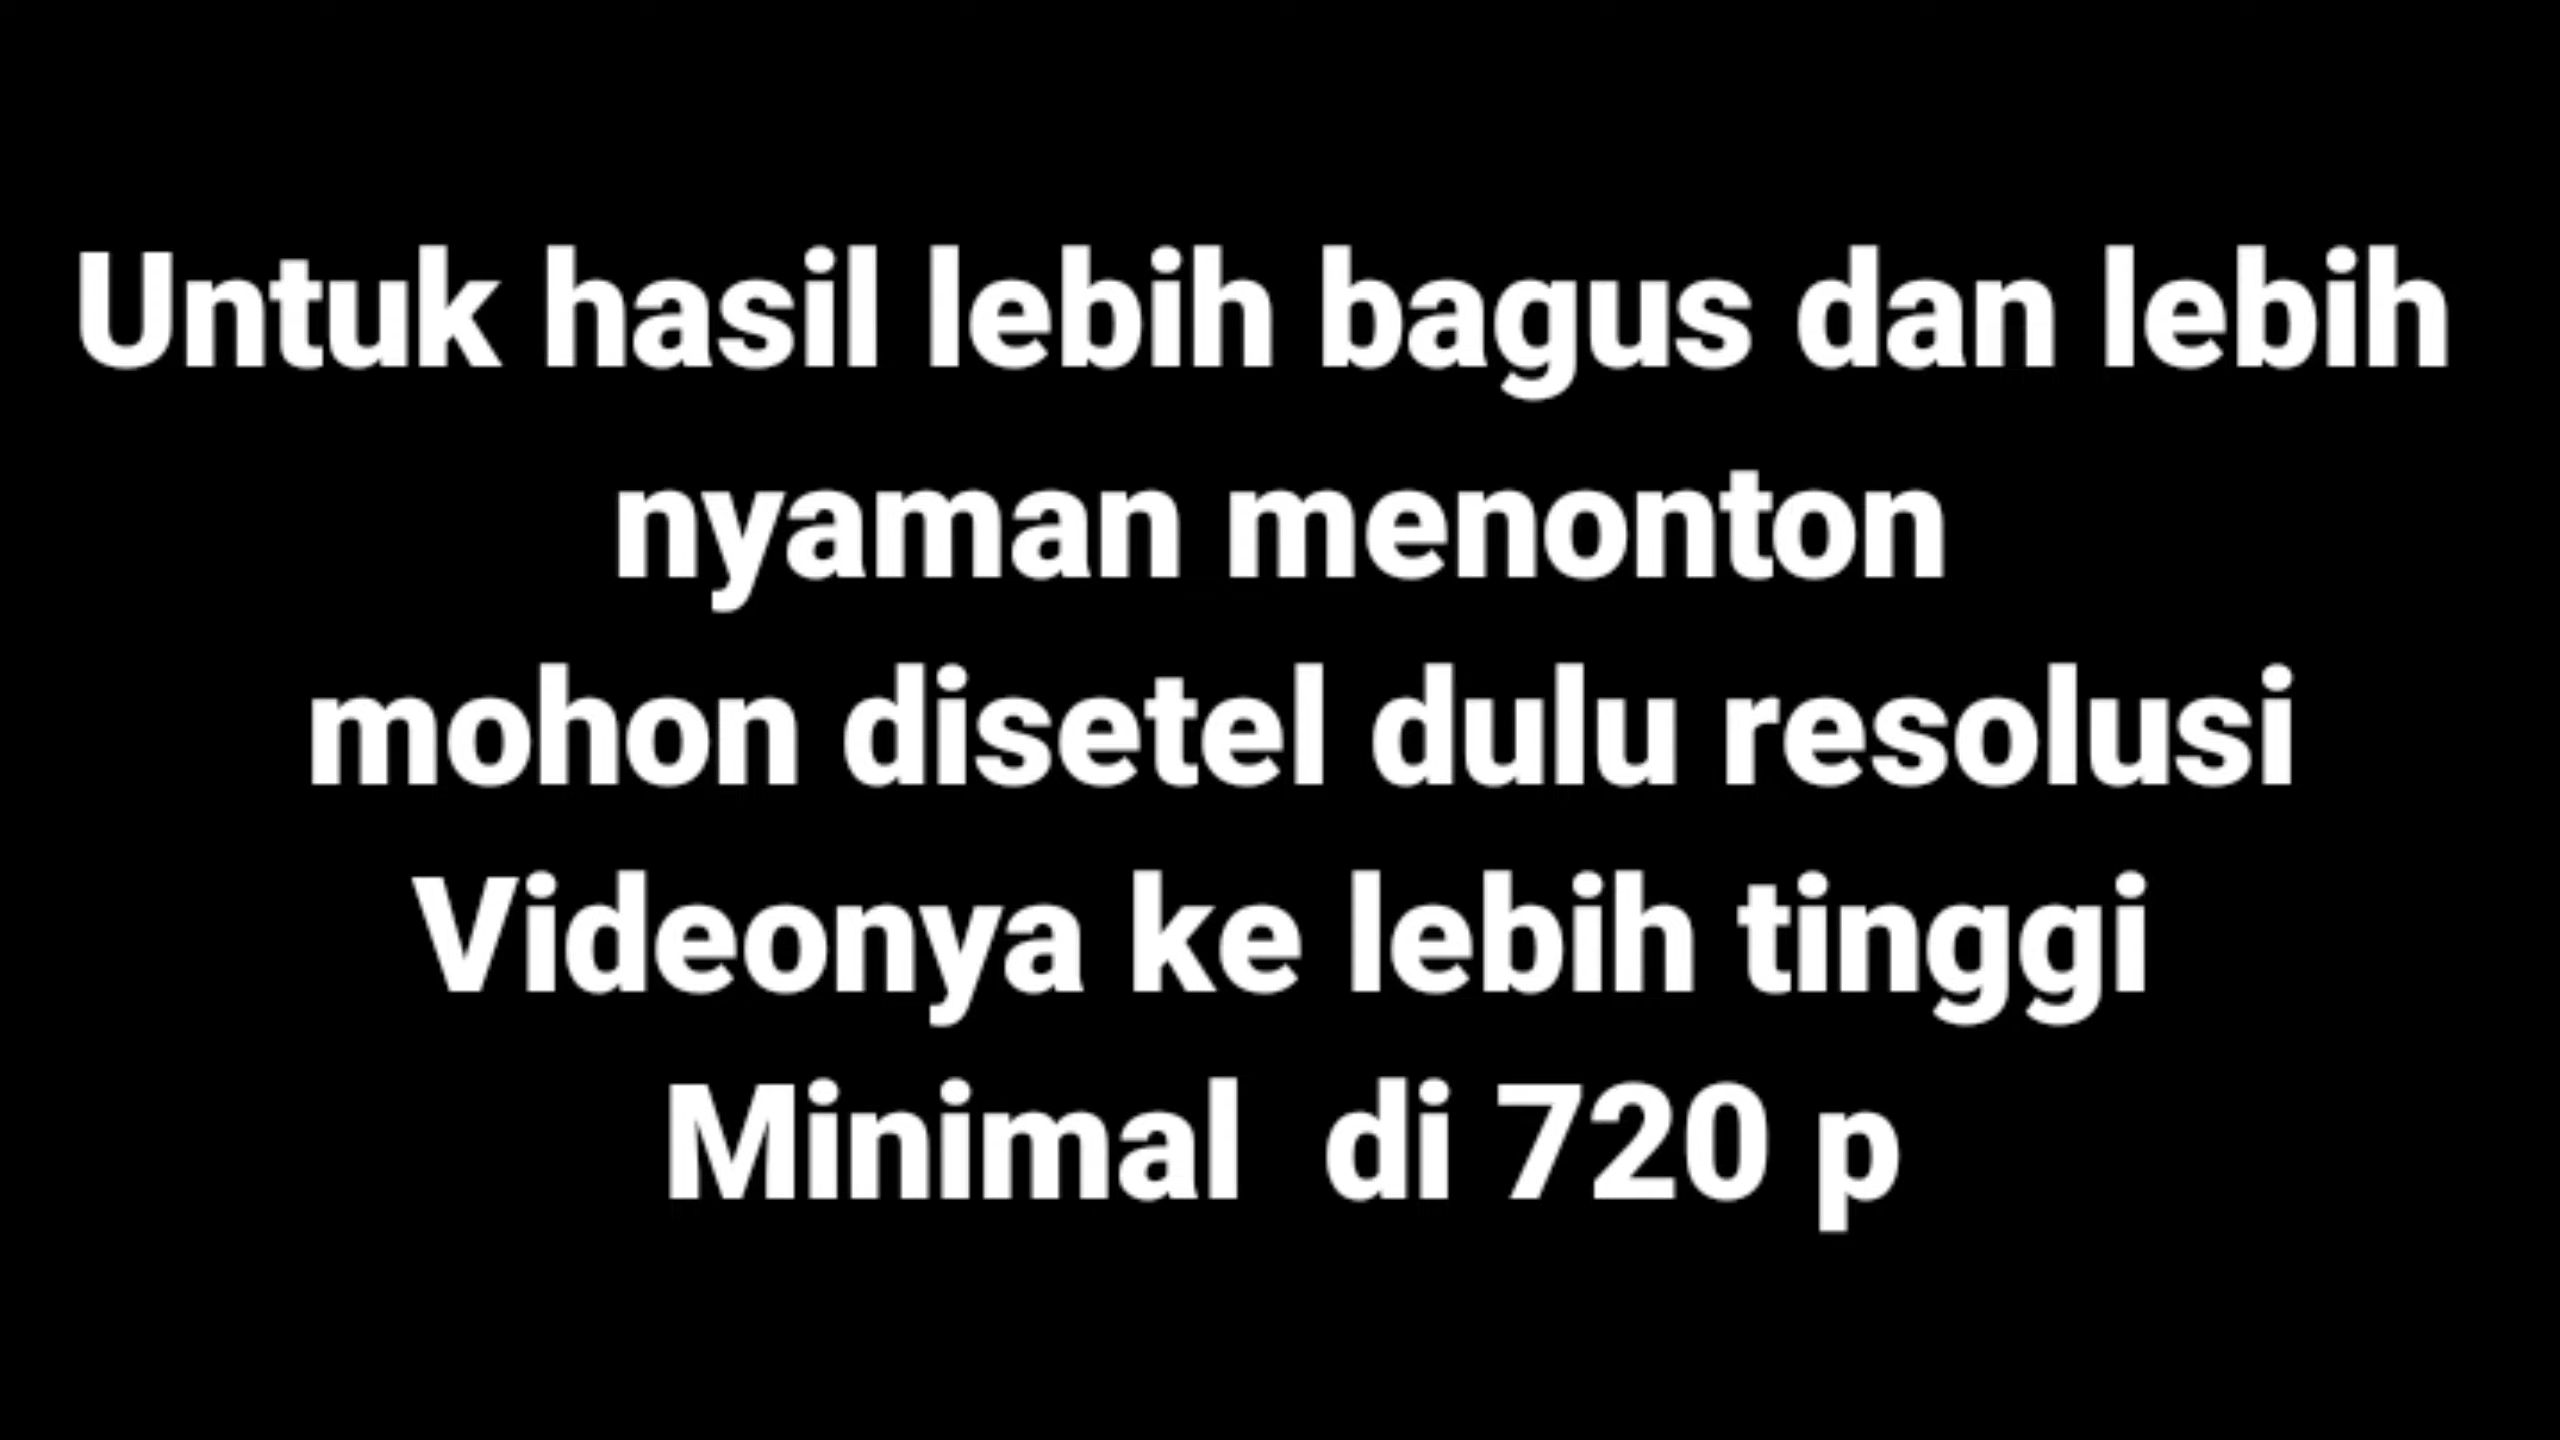 Untuk hasil lebih bagus dan lebih
nyaman menonton
mohon disetel dulu resolusi
Videonya ke lebih tinggi
Minimal  di 720 p